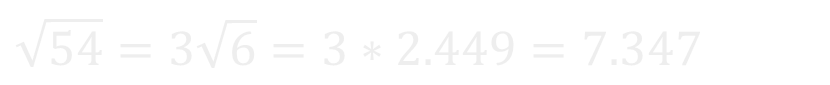 √54 = 3√6 = 3 * 2.449 = 7.347